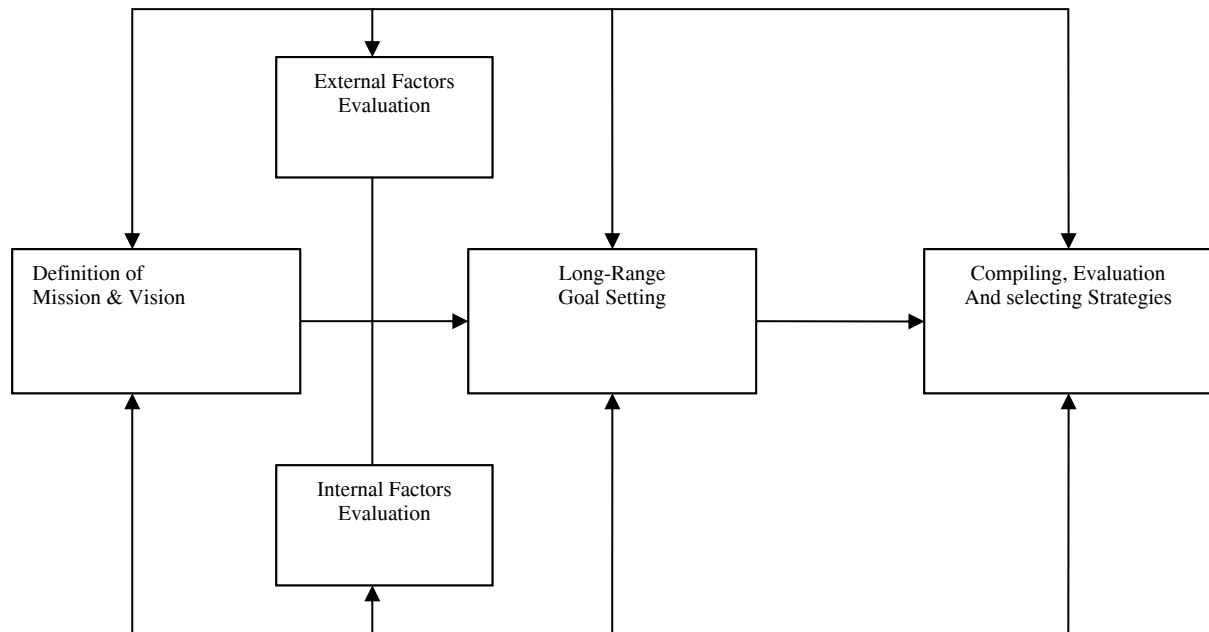 External Factors
Evaluation
Definition of
Mission & Vision
Long-Range
Goal Setting
Compiling, Evaluation
And selecting Strategies
Internal Factors
Evaluation